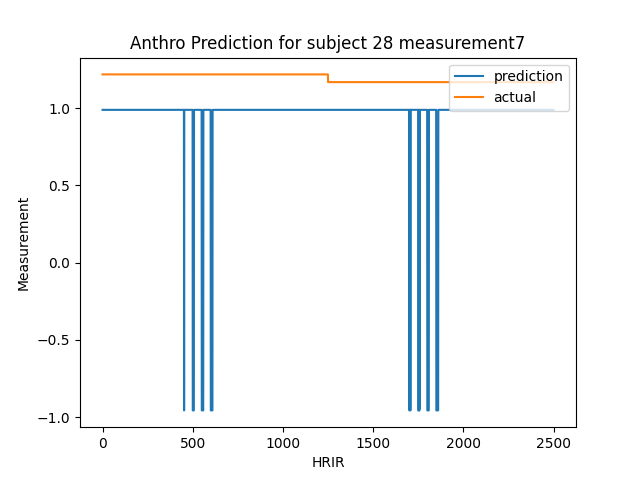 Anthro Prediction for subject 28 measurement7
prediction
actual
Measurement
1.0
0.5
0.0
−0.5
−1.0
0 500 1000 1500 2000 2500
HRIR